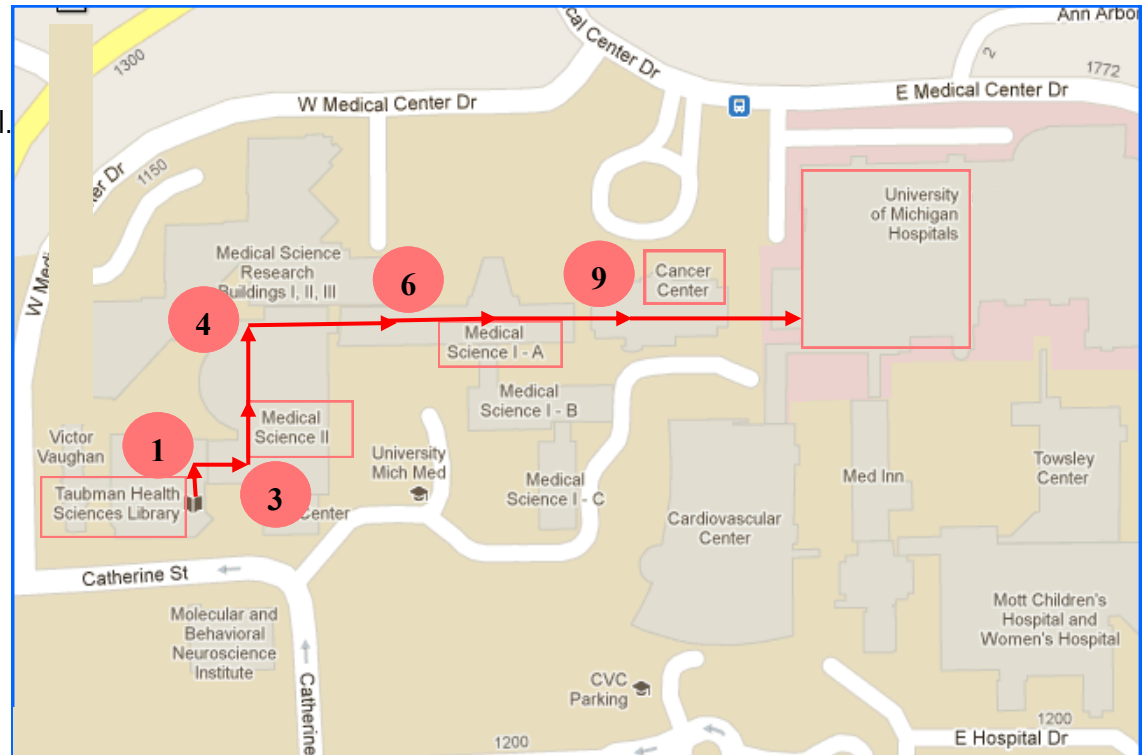 Ann Arbor
cal Center Dr
1300
2
1772
W Medical Center Dr
E Medical Center Dr
l.
er Dr
1150
University
of Michigan
Hospitals
Medical Science
Research
Buildings I, II, III
W Medi
6
9
Cancer
Center
4
Medical
Science I - A
Medical
Science I - B
1
Medical
Science II
Victor
Vaughan
University
Mich Med
Medical
Science I - C
Med Inn
Towsley
Center
Taubman Health
Sciences Library
3
Center
Cardiovascular
Center
Catherine St
Molecular and
Behavioral
Neuroscience
Institute
Mott Children's
Hospital and
Women's Hospital
Catherine
CVC
Parking
1200
1200
E Hospital Dr